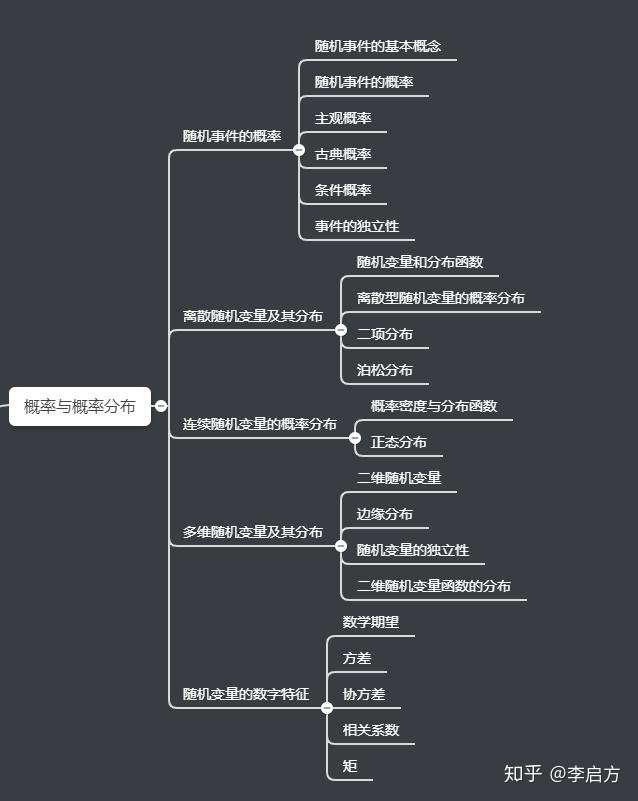 概率与概率分布
随机事件的概率
随机事件的基本概念
随机事件的概率
主观概率
古典概率
条件概率
事件的独立性
离散随机变量及其分布
随机变量和分布函数
离散型随机变量的概率分布
二项分布
泊松分布
连续随机变量的概率分布
概率密度与分布函数
正态分布
多维随机变量及其分布
二维随机变量
边缘分布
随机变量的独立性
二维随机变量函数的分布
随机变量的数字特征
数学期望
方差
协方差
相关系数
矩
知乎 @李启方